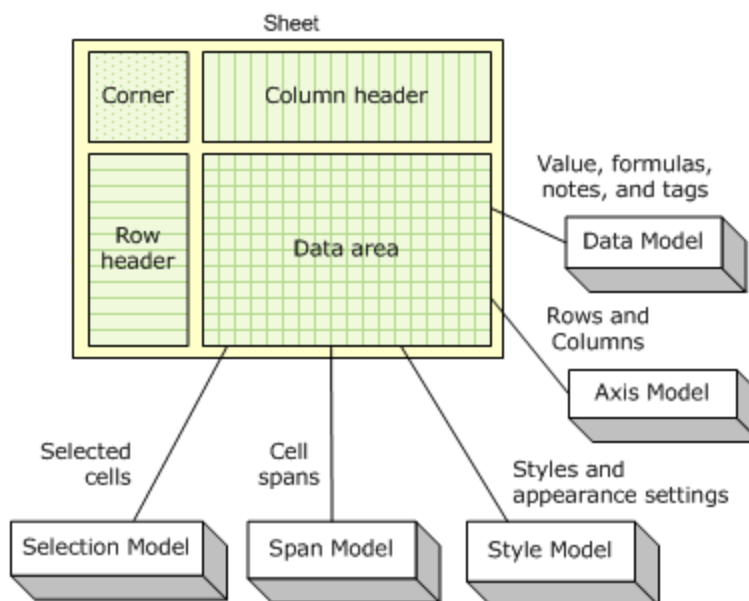 Sheet
Corner
Column header
Row
header
Data area
Value, formulas,
notes, and tags
Data Model
Rows and
Columns
Axis Model
Selected
cells
Cell
spans
Styles and
appearance settings
Selection Model
Span Model
Style Model